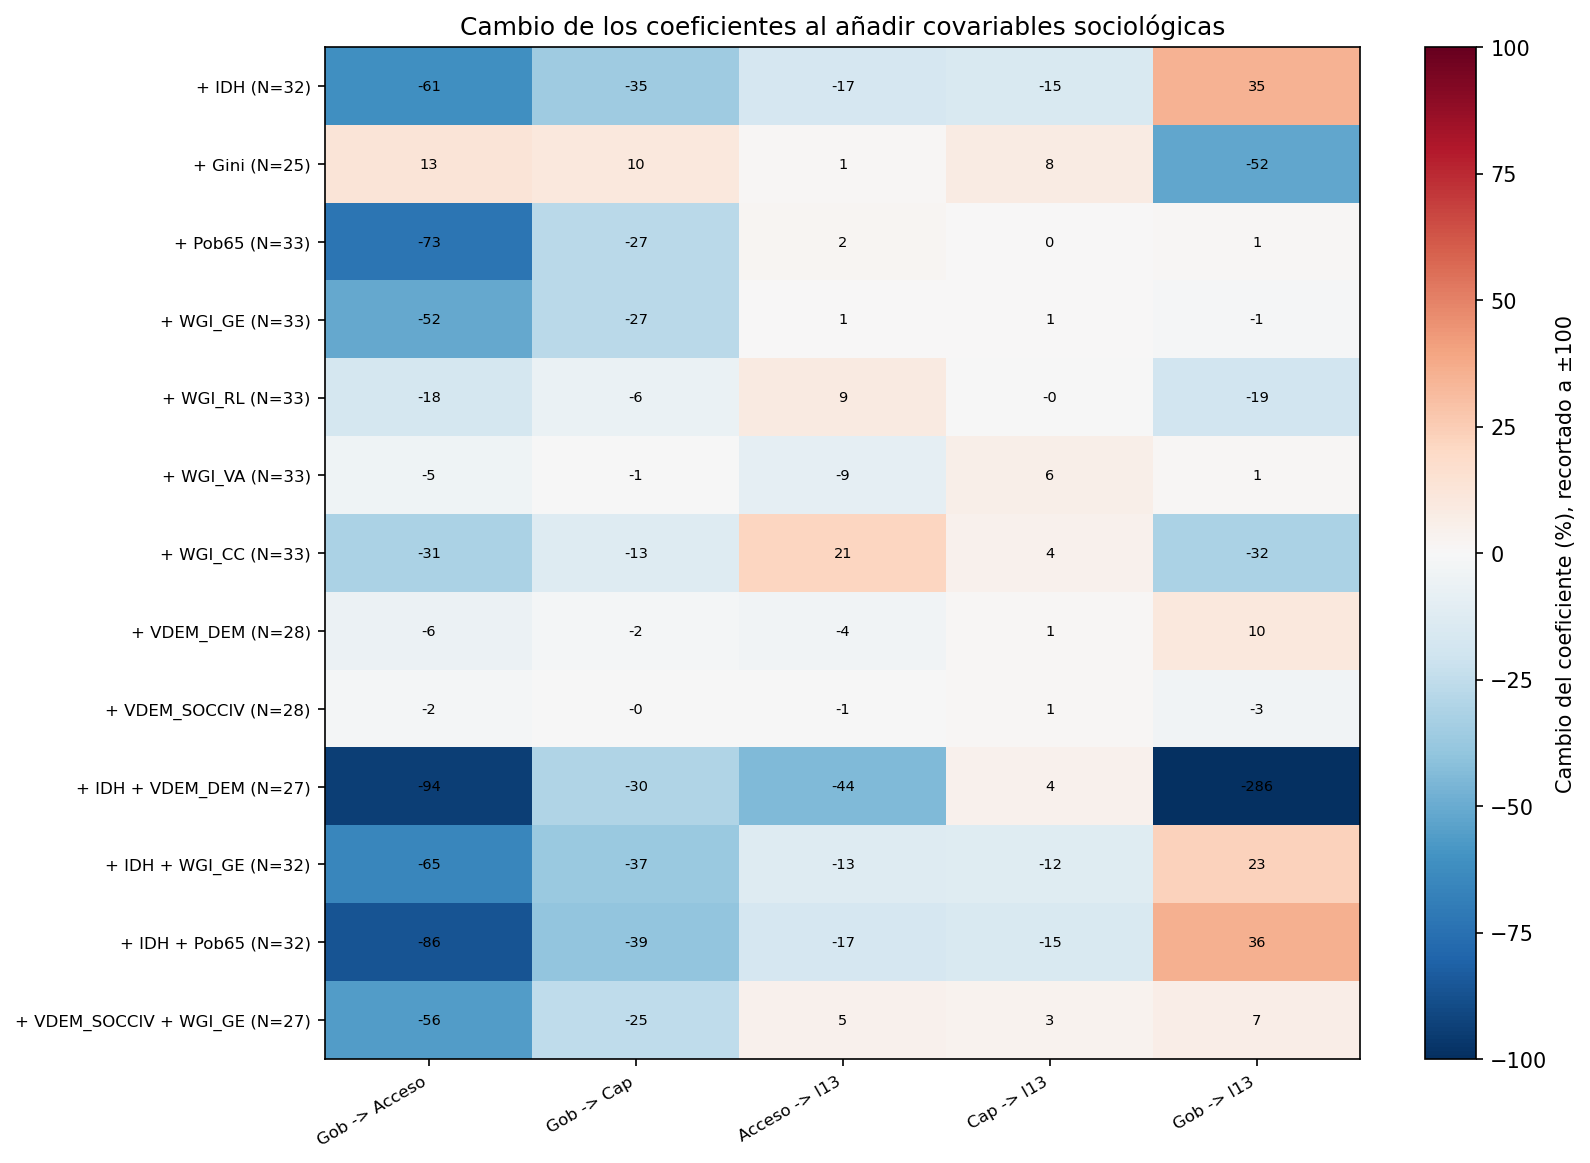 Cambio de los coeficientes al añadir covariables sociológicas
+ IDH (N=32) -61 -35 -17 -15 35
+ Gini (N=25) 13 10 1 8 -52
+ Pob65 (N=33) -73 -27 2 0 1
+ WGI_GE (N=33) -52 -27 1 1 -1
+ WGI_RL (N=33) -18 -6 9 -0 -19
+ WGI_VA (N=33) -5 -1 -9 6 1
+ WGI_CC (N=33) -31 -13 21 4 -32
+ VDEM_DEM (N=28) -6 -2 -4 1 10
+ VDEM_SOCCIV (N=28) -2 -0 -1 1 -3
+ IDH + VDEM_DEM (N=27) -94 -30 -44 4 -286
+ IDH + WGI_GE (N=32) -65 -37 -13 -12 23
+ IDH + Pob65 (N=32) -86 -39 -17 -15 36
+ VDEM_SOCCIV + WGI_GE (N=27) -56 -25 5 3 7
Gob -> Acceso
Gob -> Cap
Acceso -> I13
Cap -> I13
Gob -> I13
100
75
50
25
0
−25
−50
−75
−100
Cambio del coeficiente (%), recortado a ±100